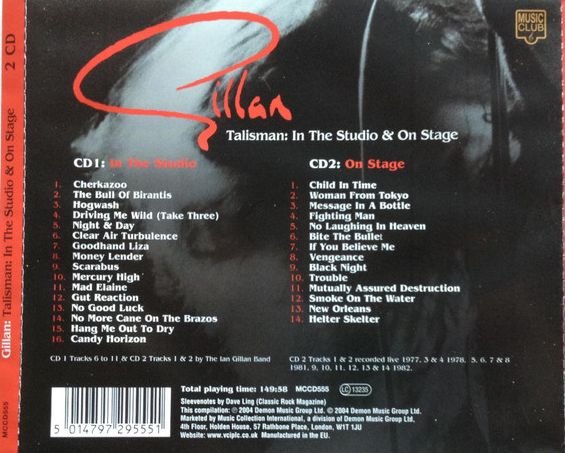 2 CD
Gillan: Talisman: In The Studio & On Stage
MCCD555
MUSIC
CLUB
Gillan
Talisman: In The Studio & On Stage
CD1: In The Studio
1. Cherkazoo
2. The Bull Of Birantis
3. Hogwash
4. Driving Me Wild (Take Three)
5. Night & Day
6. Clear Air Turbulence
7. Goodhand Liza
8. Money Lender
9. Scarabus
10. Mercury High
11. Mad Elaine
12. Gut Reaction
13. No Good Luck
14. No More Cane On The Brazos
15. Hang Me Out To Dry
16. Candy Horizon
CD 1 Tracks 6 to 11 & CD 2 Tracks 1 & 2 by The Ian Gillan Band
CD2: On Stage
1. Child In Time
2. Woman From Tokyo
3. Message In A Bottle
4. Fighting Man
5. No Laughing In Heaven
6. Bite The Bullet
7. If You Believe Me
8. Vengeance
9. Black Night
10. Trouble
11. Mutually Assured Destruction
12. Smoke On The Water
13. New Orleans
14. Helter Skelter
CD 2 Tracks 1 & 2 recorded live 1977, 3 & 4 1978, 5, 6, 7 & 8
1981, 9, 10, 11, 12, 13 & 14 1982.
5 014797 295551
Total playing time: 149:58 MCCD555 LC 13235
Sleevenotes by Dave Ling (Classic Rock Magazine)
This compilation: ℗ 2004 Demon Music Group Ltd. © 2004 Demon Music Group Ltd.
Marketed by Music Collection International, a division of Demon Music Group Ltd.
4th Floor, Holden House, 57 Rathbone Place, London, W1T 1JU
Website: www.vciplc.co.uk Manufactured in the EU.